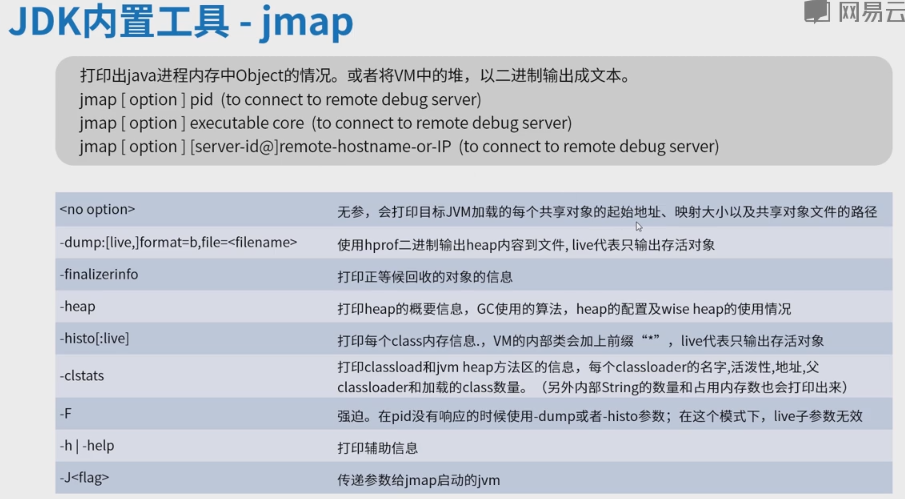 JDK内置工具 - jmap
网易云
打印出java进程内存中Object的情况。或者将VM中的堆，以二进制输出成文本。
jmap [ option ] pid (to connect to remote debug server)
jmap [ option ] executable core (to connect to remote debug server)
jmap [ option ] [server-id@]remote-hostname-or-IP (to connect to remote debug server)
<no option> 无参，会打印目标JVM加载的每个共享对象的起始地址、映射大小以及共享对象文件的路径
-dump:[live,]format=b,file=<filename> 使用hprof二进制输出heap内容到文件, live代表只输出存活对象
-finalizerinfo 打印正等候回收的对象的信息
-heap 打印heap的概要信息，GC使用的算法，heap的配置及wise heap的使用情况
-histo[:live] 打印每个class内存信息.，VM的内部类会加上前缀“*”，live代表只输出存活对象
-clstats 打印classload和jvm heap方法区的信息，每个classloader的名字,活泼性,地址,父
classloader和加载的class数量。（另外内部String的数量和占用内存数也会打印出来）
-F 强迫。在pid没有响应的时候使用-dump或者-histo参数；在这个模式下，live子参数无效
-h | -help 打印辅助信息
-J<flag> 传递参数给jmap启动的jvm